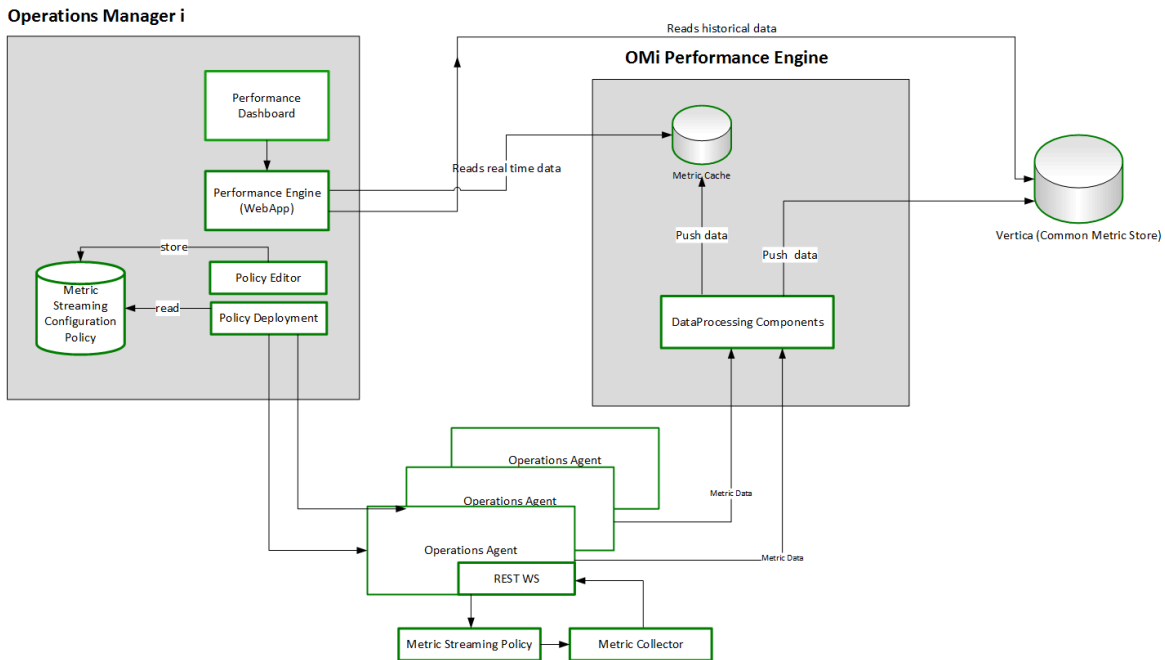 Operations Manager i
Reads historical data
OMi Performance Engine
Performance
Dashboard
Reads real time data
Metric Cache
Performance Engine
(WebApp)
Vertica (Common Metric Store)
Push data
store
Push data
Policy Editor
Metric
Streaming
Configuration
Policy
read
Policy Deployment
DataProcessing Components
Operations Agent
Operations Agent
Metric Data
Operations Agent
Metric Data
REST WS
Metric Streaming Policy
Metric Collector